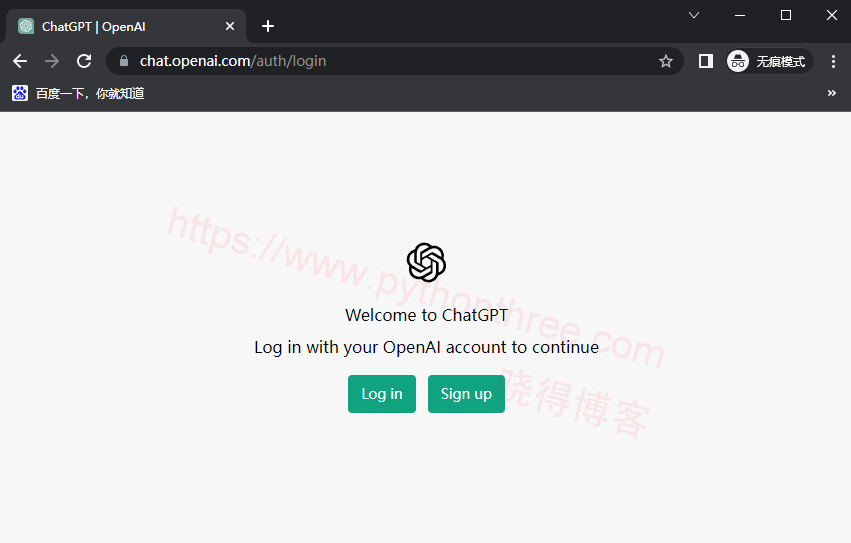 ChatGPT | OpenAI
chat.openai.com/auth/login
无痕模式
百度一下，你就知道
https://www.pythonthree.com
Welcome to ChatGPT
Log in with your OpenAI account to continue
Log in
Sign up
晓得博客